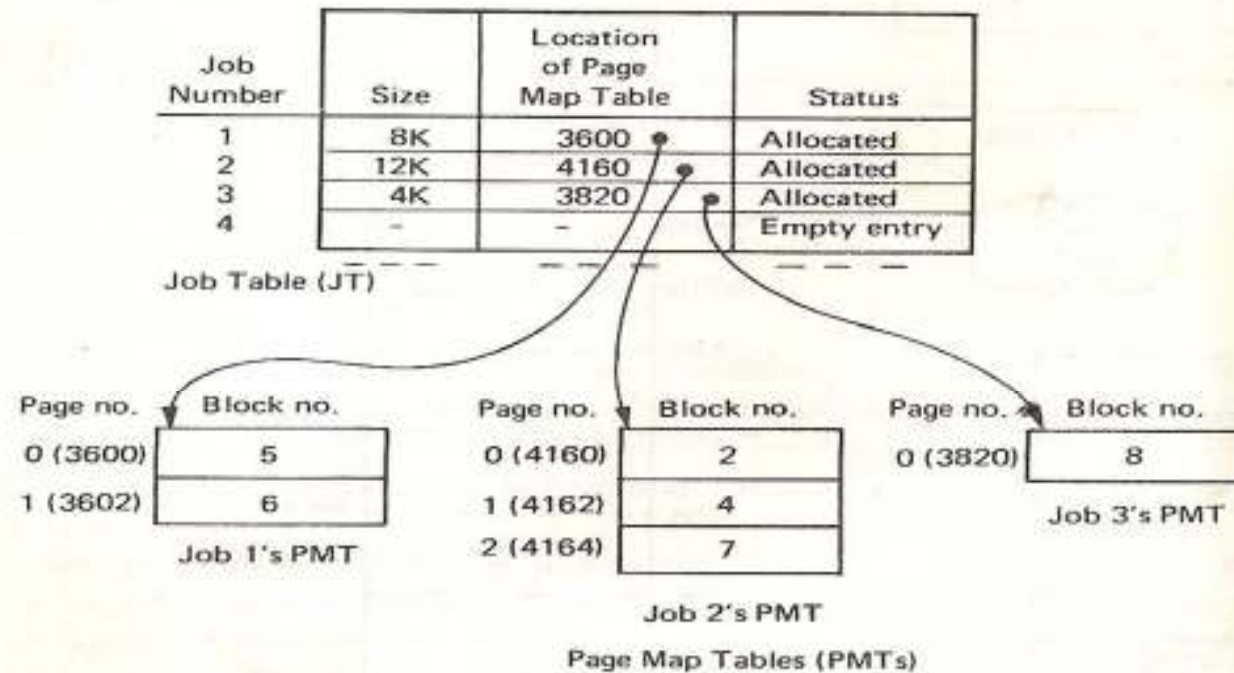 Job Number
Size
Location of Page Map Table
Status
1 8K 3600 Allocated
2 12K 4160 Allocated
3 4K 3820 Allocated
4 - - Empty entry
Job Table (JT)
Page no. Block no.
0 (3600) 5
1 (3602) 6
Job 1's PMT
Page no. Block no.
0 (4160) 2
1 (4162) 4
2 (4164) 7
Job 2's PMT
Page no. Block no.
0 (3820) 8
Job 3's PMT
Page Map Tables (PMTs)